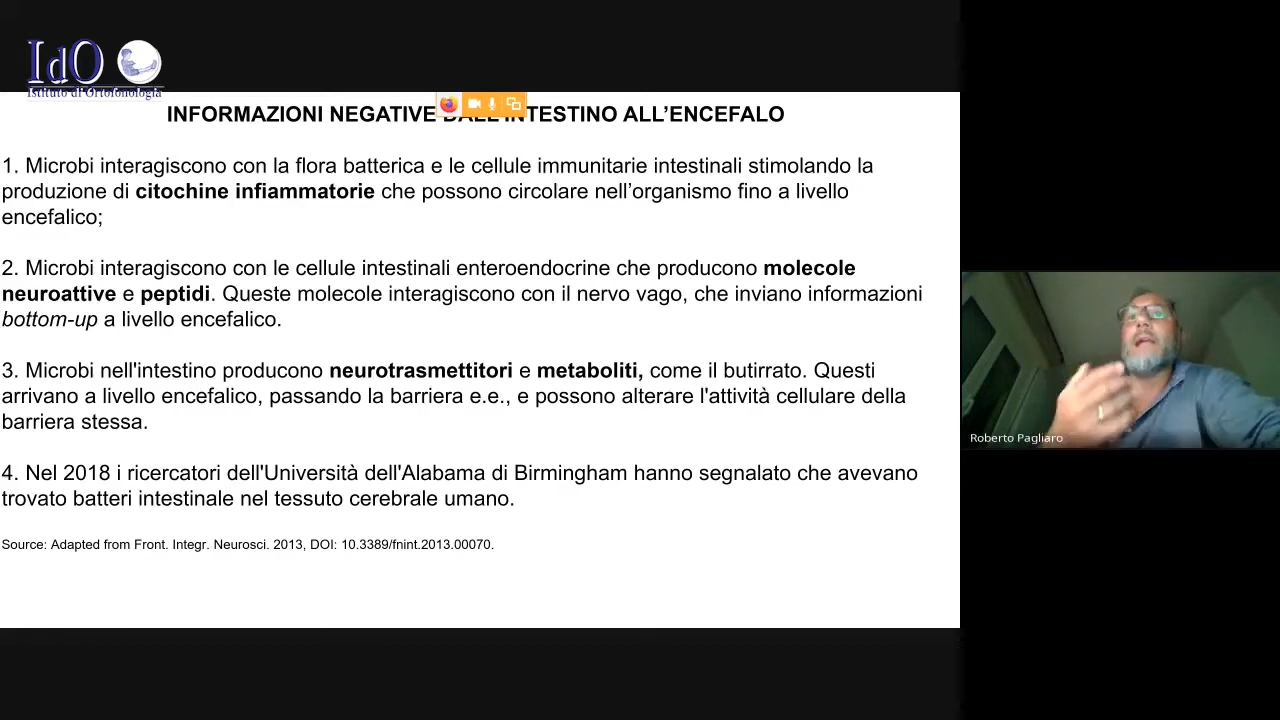 IdO
Istituto di Ortofonologia
INFORMAZIONI NEGATIVE DALL'INTESTINO ALL’ENCEFALO
1. Microbi interagiscono con la flora batterica e le cellule immunitarie intestinali stimolando la
produzione di citochine infiammatorie che possono circolare nell’organismo fino a livello
encefalico;
2. Microbi interagiscono con le cellule intestinali enteroendocrine che producono molecole
neuroattive e peptidi. Queste molecole interagiscono con il nervo vago, che inviano informazioni
bottom-up a livello encefalico.
3. Microbi nell'intestino producono neurotrasmettitori e metaboliti, come il butirrato. Questi
arrivano a livello encefalico, passando la barriera e.e., e possono alterare l'attività cellulare della
barriera stessa.
4. Nel 2018 i ricercatori dell'Università dell'Alabama di Birmingham hanno segnalato che avevano
trovato batteri intestinale nel tessuto cerebrale umano.
Source: Adapted from Front. Integr. Neurosci. 2013, DOI: 10.3389/fnint.2013.00070.
Roberto Pagliaro